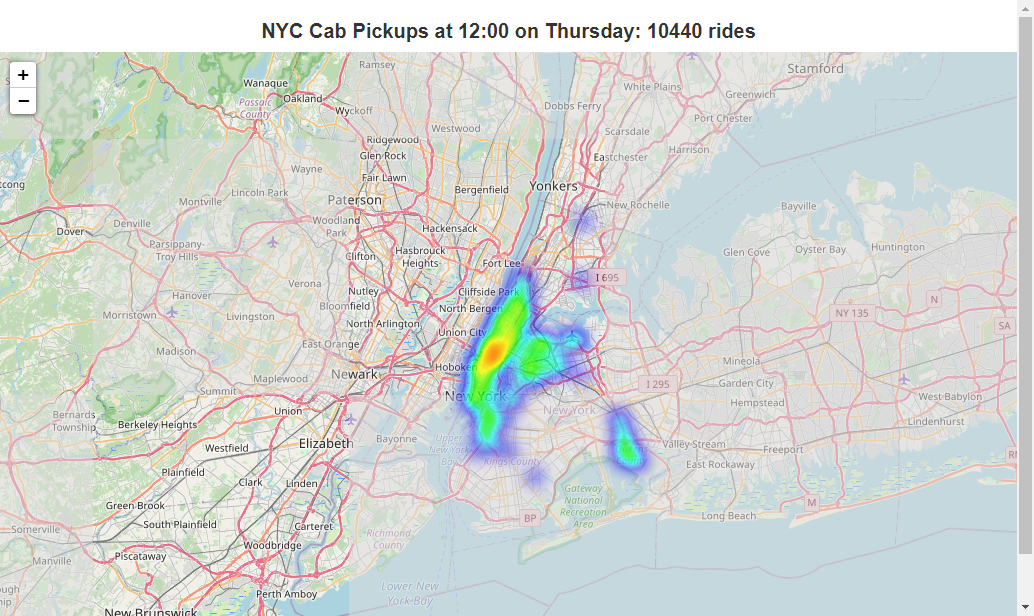 NYC Cab Pickups at 12:00 on Thursday: 10440 rides
+
−
Ramsey
Stamford
Wanaque
White Plains
Greenwich
Oakland
Passaic
County
Wyckoff
Dobbs Ferry
Port Chester
Westwood
Scarsdale
Ridgewood
Harrison
Glen Rock
Eastchester
Wayne
Fair Lawn
tcong
Lincoln Park
Bergenfield
Yonkers
Montville
Paterson
New Rochelle
Bayville
Denville
Woodland
Park
Hackensack
Dover
Parsippany-
Troy Hills
Clifton
Hasbrouck
Heights
Fort Lee
Glen Cove
Oyster Bay
Huntington
I 695
Verona
Nutley
Cliffside Park
Hanover
Bloomfield
North Bergen
N
Morristown
Livingston
North Arlington
NY 135
SA
Union City
East Orange
Madison
Mineola
Hoboken
Newark
Maplewood
I 295
Garden City
Summit
New York
West Babylon
Hempstead
Bernards
Township
Union
New York
Berkeley Heights
Lindenhurst
Elizabeth
Bayonne
Upper
New York
Bay
Valley Stream
Freeport
Westfield
Kings County
East Rockaway
RM
Plainfield
Clark
Linden
Gateway
National
Recreation
Area
Green Brook
M
BP
Long Beach
South Plainfield
Carteret
Somerville
Richmond
County
Woodbridge
Piscataway
Manville
Lower New
York Bay
Perth Amboy
New Brunswick